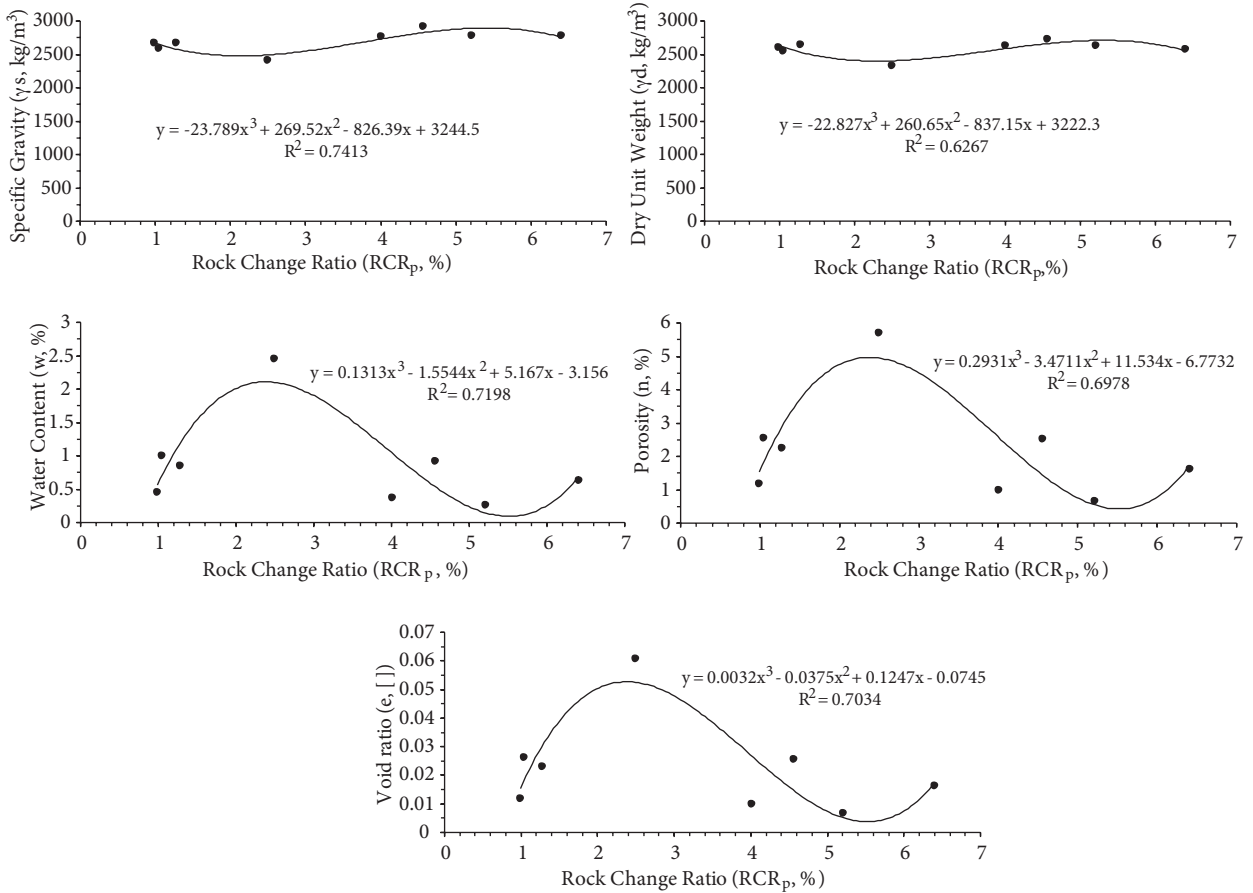 Specific Gravity (γs, kg/m³)
3000
2500
2000
1500
1000
500
0
y = -23.789x³ + 269.52x² - 826.39x + 3244.5
R² = 0.7413
0 1 2 3 4 5 6 7
Rock Change Ratio (RCRp, %)
Dry Unit Weight (γd, kg/m³)
3000
2500
2000
1500
1000
500
0
y = -22.827x³ + 260.65x² - 837.15x + 3222.3
R² = 0.6267
0 1 2 3 4 5 6 7
Rock Change Ratio (RCRp,%)
Water Content (w, %)
3
2.5
2
1.5
1
0.5
0
y = 0.1313x³ - 1.5544x² + 5.167x - 3.156
R² = 0.7198
0 1 2 3 4 5 6 7
Rock Change Ratio (RCRp, %)
Porosity (n, %)
6
5
4
3
2
1
0
y = 0.2931x³ - 3.4711x² + 11.534x - 6.7732
R² = 0.6978
0 1 2 3 4 5 6 7
Rock Change Ratio (RCRp, %)
Void ratio (e, [])
0.07
0.06
0.05
0.04
0.03
0.02
0.01
0
y = 0.0032x³ - 0.0375x² + 0.1247x - 0.0745
R² = 0.7034
0 1 2 3 4 5 6 7
Rock Change Ratio (RCRp, %)